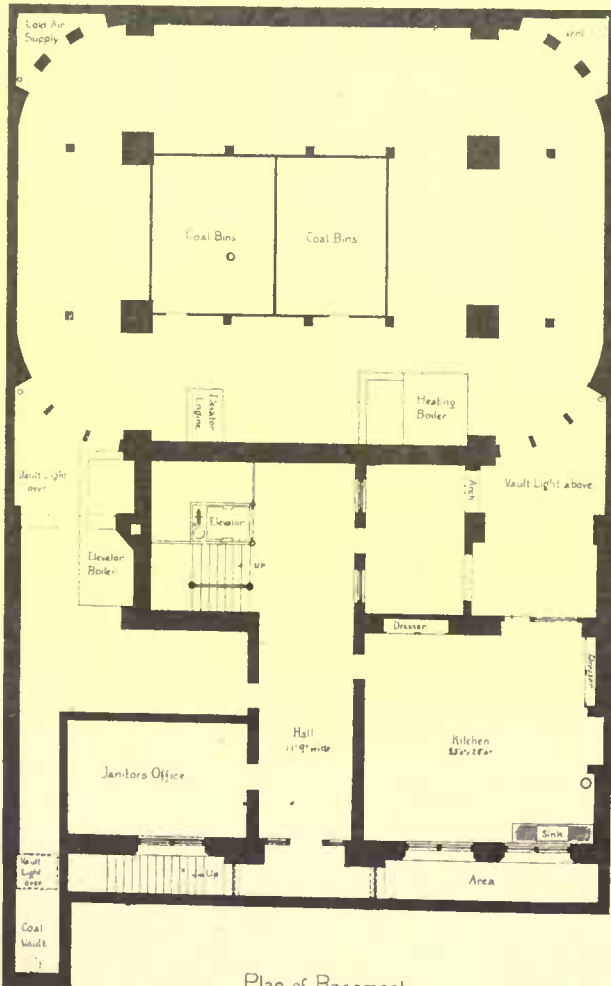 Cold Air
Supply
Vent
Coal Bins
Coal Bins
Elevator
Engine
Heating
Boiler
Vault Light
over
Arch
Vault Light above
Elevator
UP
Elevator
Boiler
Dresser
Dresser
Hall
11'9" wide
Kitchen
Janitors Office
Sink
Vault
Light
over
Up
Area
Coal
Vault
Plan of Basement